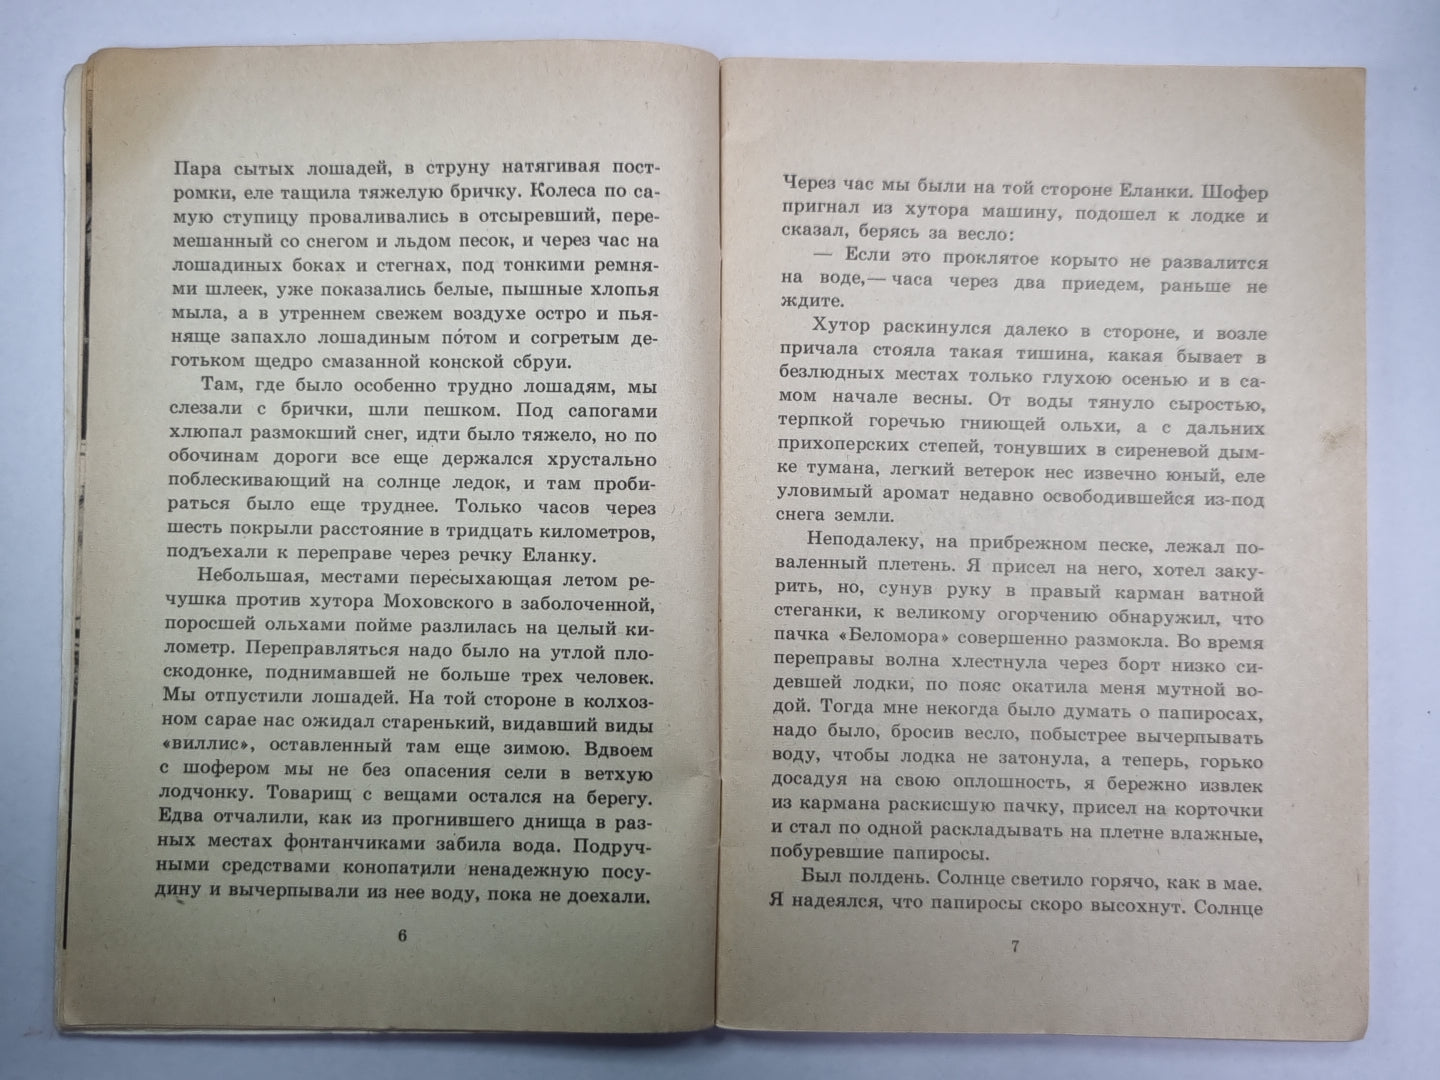 Пара сытых лошадей, в струну натягивая пост-
ромки, еле тащила тяжелую бричку. Колеса по са-
мую ступицу проваливались в отсыревший, пере-
мешанный со снегом и льдом песок, и через час на
лошадиных боках и стегнах, под тонкими ремня-
ми шлеек, уже показались белые, пышные хлопья
мыла, а в утреннем свежем воздухе остро и пья-
няще запахло лошадиным по́том и согретым де-
готьком щедро смазанной конской сбруи.
Там, где было особенно трудно лошадям, мы
слезали с брички, шли пешком. Под сапогами
хлюпал размокший снег, идти было тяжело, но по
обочинам дороги все еще держался хрустально
поблескивающий на солнце ледок, и там проби-
раться было еще труднее. Только часов через
шесть покрыли расстояние в тридцать километров,
подъехали к переправе через речку Еланку.
Небольшая, местами пересыхающая летом ре-
чушка против хутора Моховского в заболоченной,
поросшей ольхами пойме разлилась на целый ки-
лометр. Переправляться надо было на утлой пло-
скодонке, поднимавшей не больше трех человек.
Мы отпустили лошадей. На той стороне в колхоз-
ном сарае нас ожидал старенький, видавший виды
«виллис», оставленный там еще зимою. Вдвоем
с шофером мы не без опасения сели в ветхую
лодчонку. Товарищ с вещами остался на берегу.
Едва отчалили, как из прогнившего днища в раз-
ных местах фонтанчиками забила вода. Подруч-
ными средствами конопатили ненадежную посу-
дину и вычерпывали из нее воду, пока не доехали.
6
Через час мы были на той стороне Еланки. Шофер
пригнал из хутора машину, подошел к лодке и
сказал, берясь за весло:
— Если это проклятое корыто не развалится
на воде,— часа через два приедем, раньше не
ждите.
Хутор раскинулся далеко в стороне, и возле
причала стояла такая тишина, какая бывает в
безлюдных местах только глухою осенью и в са-
мом начале весны. От воды тянуло сыростью,
терпкой горечью гниющей ольхи, а с дальних
прихоперских степей, тонувших в сиреневой дым-
ке тумана, легкий ветерок нес извечно юный, еле
уловимый аромат недавно освободившейся из-под
снега земли.
Неподалеку, на прибрежном песке, лежал по-
валенный плетень. Я присел на него, хотел заку-
рить, но, сунув руку в правый карман ватной
стеганки, к великому огорчению обнаружил, что
пачка «Беломора» совершенно размокла. Во время
переправы волна хлестнула через борт низко си-
девшей лодки, по пояс окатила меня мутной во-
дой. Тогда мне некогда было думать о папиросах,
надо было, бросив весло, побыстрее вычерпывать
воду, чтобы лодка не затонула, а теперь, горько
досадуя на свою оплошность, я бережно извлек
из кармана раскисшую пачку, присел на корточки
и стал по одной раскладывать на плетне влажные,
побуревшие папиросы.
Был полдень. Солнце светило горячо, как в мае.
Я надеялся, что папиросы скоро высохнут. Солнце
7